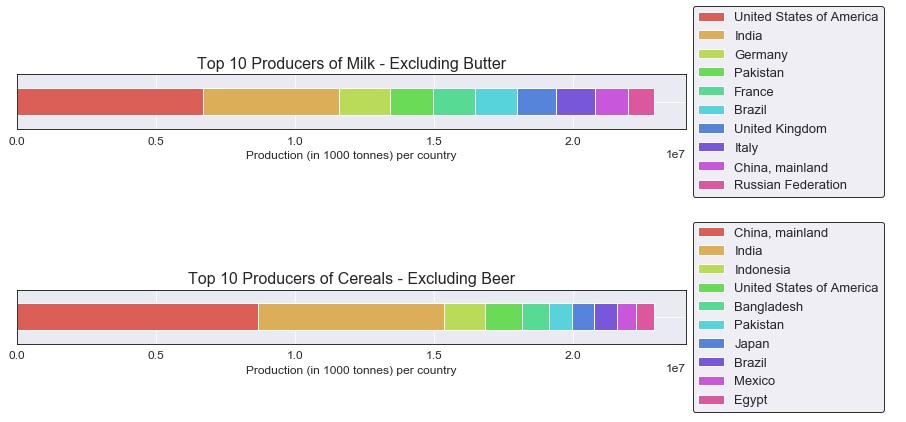 Top 10 Producers of Milk - Excluding Butter
0.0 0.5 1.0 1.5 2.0
1e7
Production (in 1000 tonnes) per country
United States of America
India
Germany
Pakistan
France
Brazil
United Kingdom
Italy
China, mainland
Russian Federation
Top 10 Producers of Cereals - Excluding Beer
0.0 0.5 1.0 1.5 2.0
1e7
Production (in 1000 tonnes) per country
China, mainland
India
Indonesia
United States of America
Bangladesh
Pakistan
Japan
Brazil
Mexico
Egypt